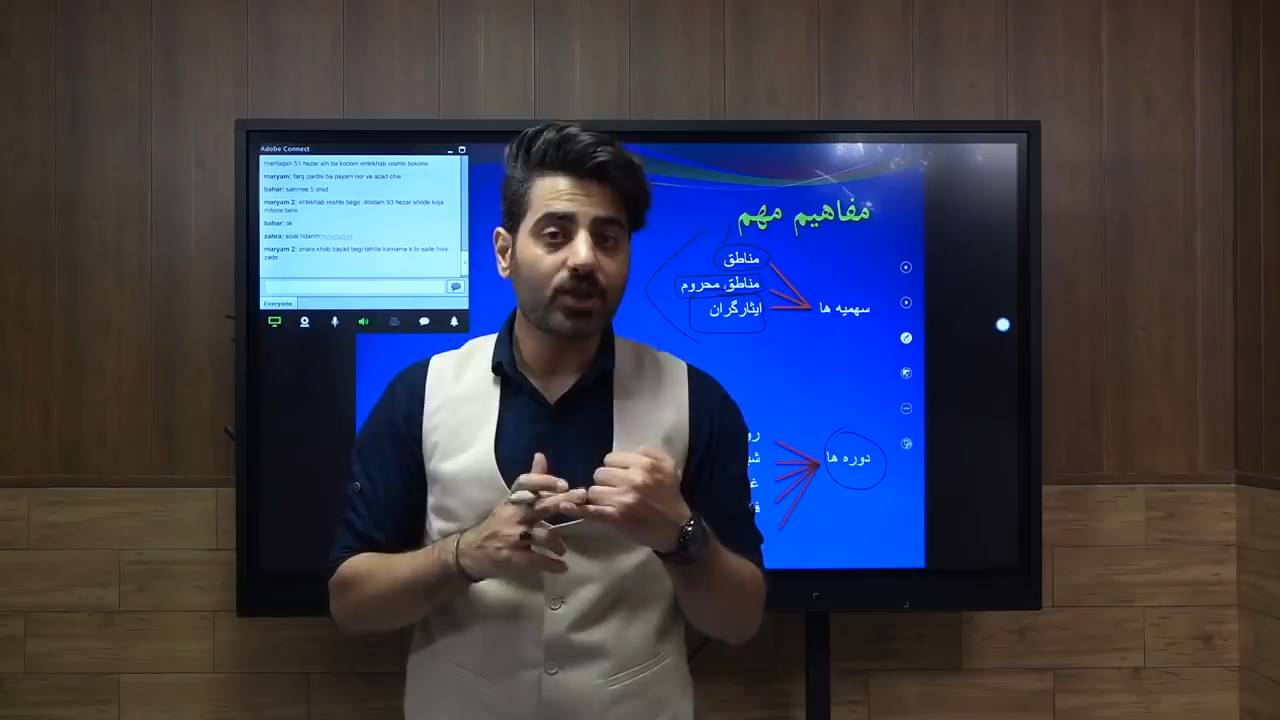 Adobe Connect
mantaqsh 51 hezar ain ba kodom entekhab reshte bokone
maryam: farq pardis ba payam nor va azad chie
bahar: sahmee 5 drsd
maryam 2: entekhab reshte bego. dostam 93 hezar shode koja
mitone bere
bahar: ok
zahra: soial ndarim
maryam 2: onaro khob bayad begi tahlile karname k to saite hiva
zade
Everyone
مفاهیم مهم
مناطق
مناطق محروم
ایثارگران
سهمیه ها
دوره ها